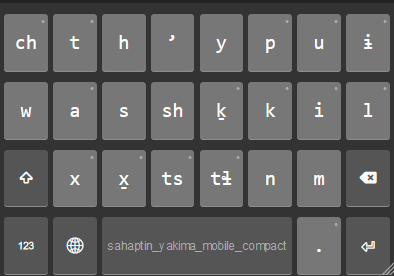 ch t h ʼ y p u ɨ
w a s sh ḵ k i l
x x̱ ts tɬ n m
123 sahaptin_yakima_mobile_compact .